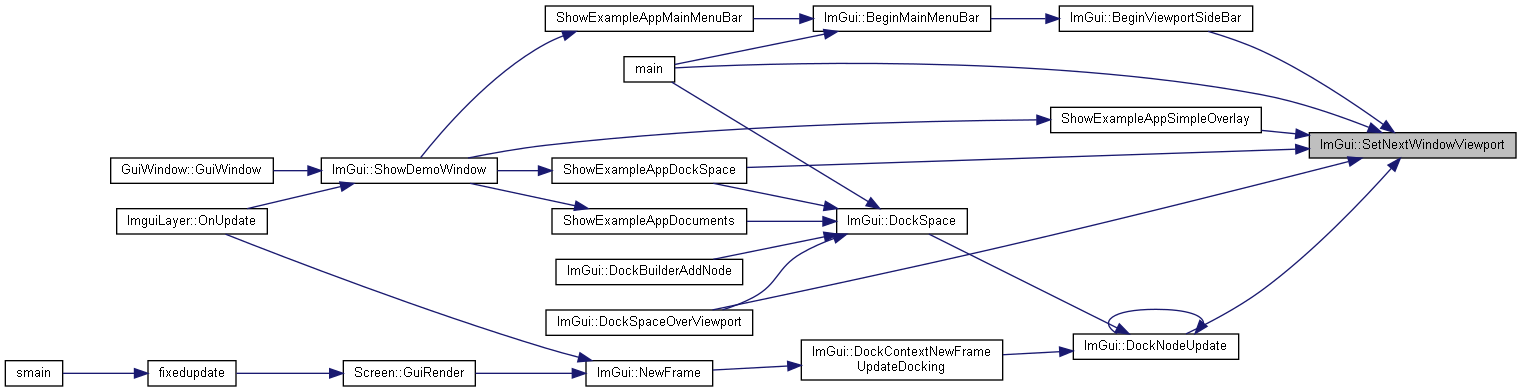 ShowExampleAppMainMenuBar
ImGui::BeginMainMenuBar
ImGui::BeginViewportSideBar
main
ShowExampleAppSimpleOverlay
ImGui::SetNextWindowViewport
GuiWindow::GuiWindow
ImGui::ShowDemoWindow
ShowExampleAppDockSpace
ImguiLayer::OnUpdate
ShowExampleAppDocuments
ImGui::DockSpace
ImGui::DockBuilderAddNode
ImGui::DockSpaceOverViewport
ImGui::DockNodeUpdate
ImGui::DockContextNewFrame
UpdateDocking
smain
fixedupdate
Screen::GuiRender
ImGui::NewFrame